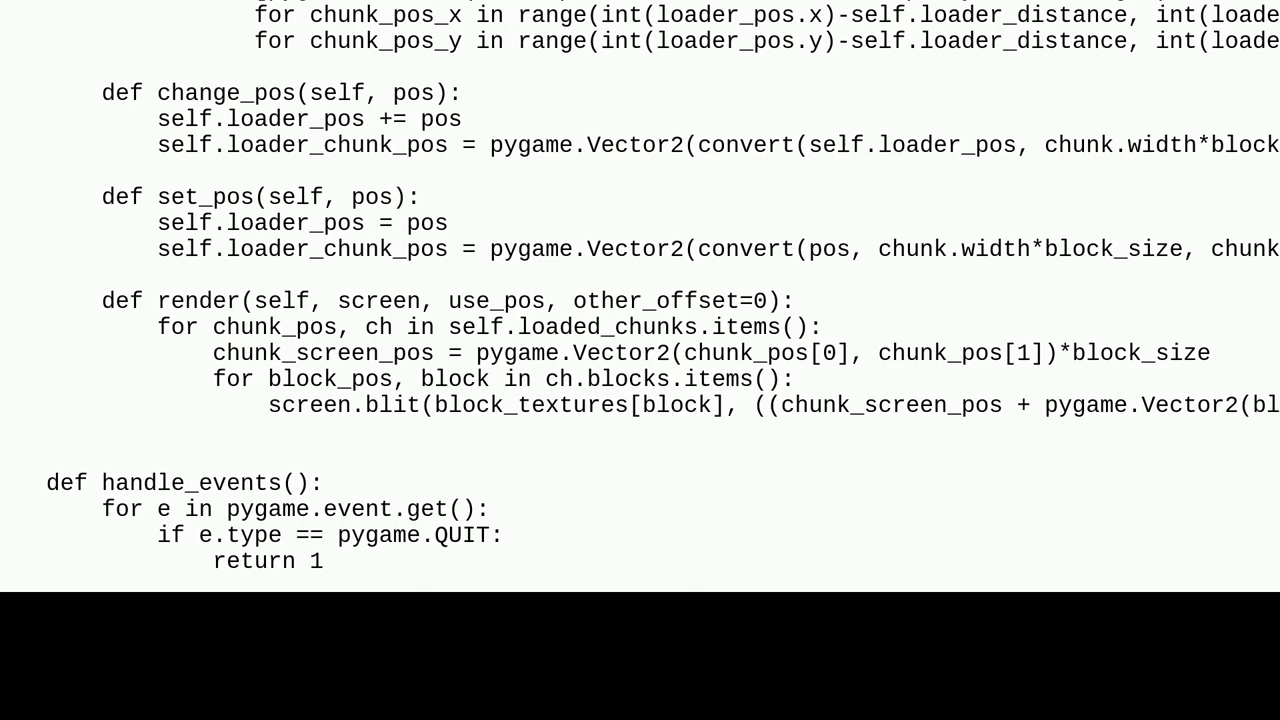 for chunk_pos_x in range(int(loader_pos.x)-self.loader_distance, int(loade
for chunk_pos_y in range(int(loader_pos.y)-self.loader_distance, int(loade
def change_pos(self, pos):
self.loader_pos += pos
self.loader_chunk_pos = pygame.Vector2(convert(self.loader_pos, chunk.width*block
def set_pos(self, pos):
self.loader_pos = pos
self.loader_chunk_pos = pygame.Vector2(convert(pos, chunk.width*block_size, chunk
def render(self, screen, use_pos, other_offset=0):
for chunk_pos, ch in self.loaded_chunks.items():
chunk_screen_pos = pygame.Vector2(chunk_pos[0], chunk_pos[1])*block_size
for block_pos, block in ch.blocks.items():
screen.blit(block_textures[block], ((chunk_screen_pos + pygame.Vector2(bl
def handle_events():
for e in pygame.event.get():
if e.type == pygame.QUIT:
return 1